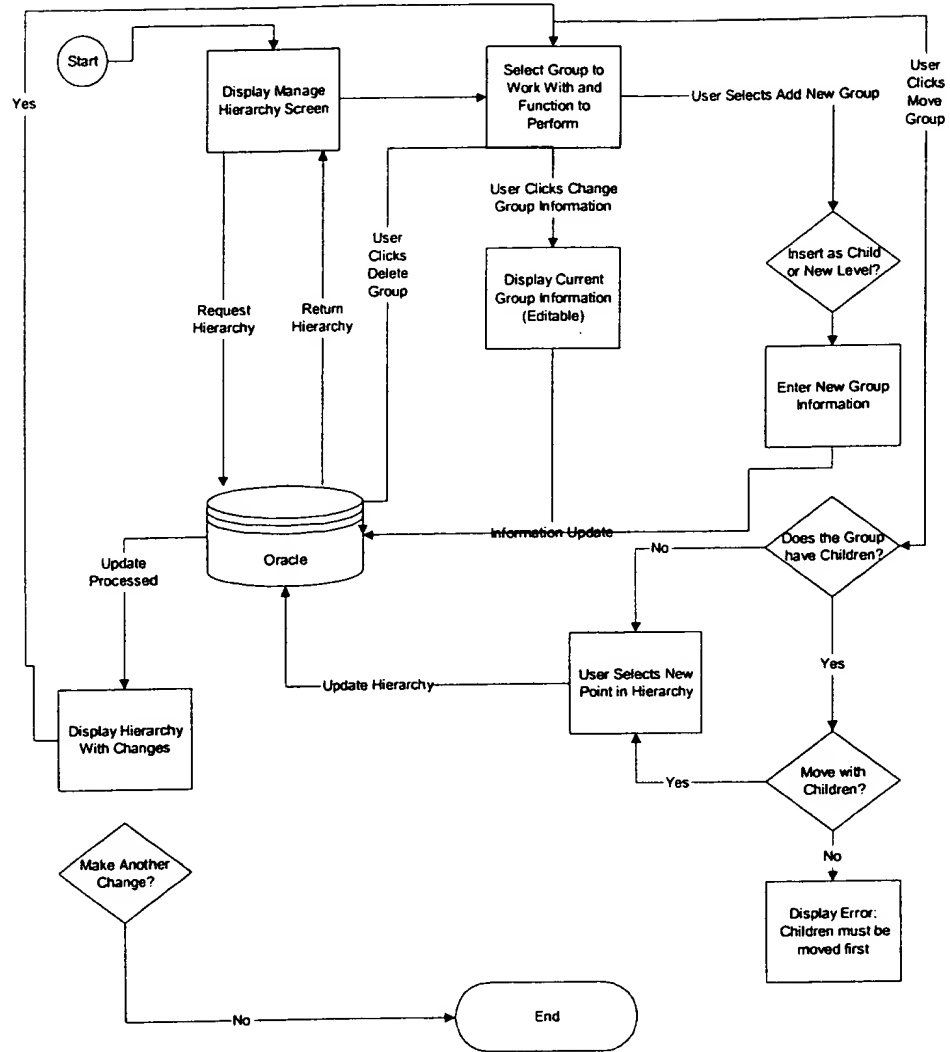 Start
Display Manage
Hierarchy Screen
Select Group to
Work With and
Function to
Perform
User Selects Add New Group
User
Clicks
Move
Group
Yes
User Clicks Change
Group Information
User
Clicks
Delete
Group
Insert as Child
or New Level?
Display Current
Group Information
(Editable)
Request
Hierarchy
Return
Hierarchy
Enter New Group
Information
Oracle
Information Update
Does the Group
have Children?
No
Update
Processed
Yes
User Selects New
Point in Hierarchy
Update Hierarchy
Display Hierarchy
With Changes
Move with
Children?
Yes
No
Make Another
Change?
Display Error:
Children must be
moved first
No
End